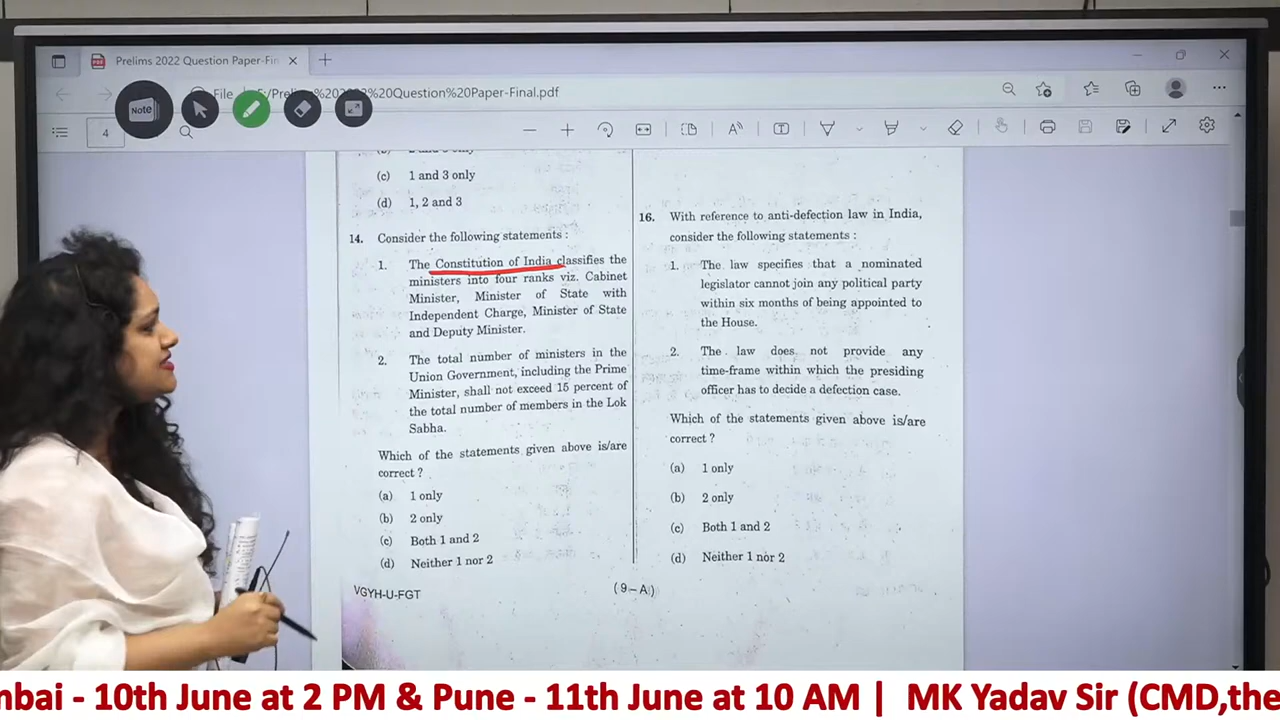 Prelims 2022 Question Paper-Fin
Note
File
Question%20Paper-Final.pdf
4
(c) 1 and 3 only
(d) 1, 2 and 3
14. Consider the following statements :
1. The Constitution of India classifies the
ministers into four ranks viz. Cabinet
Minister, Minister of State with
Independent Charge, Minister of State
and Deputy Minister.
2. The total number of ministers in the
Union Government, including the Prime
Minister, shall not exceed 15 percent of
the total number of members in the Lok
Sabha.
Which of the statements given above is/are
correct ?
(a) 1 only
(b) 2 only
(c) Both 1 and 2
(d) Neither 1 nor 2
VGYH-U-FGT
( 9 – A )
16. With reference to anti-defection law in India,
consider the following statements :
1. The law specifies that a nominated
legislator cannot join any political party
within six months of being appointed to
the House.
2. The law does not provide any
time-frame within which the presiding
officer has to decide a defection case.
Which of the statements given above is/are
correct ?
(a) 1 only
(b) 2 only
(c) Both 1 and 2
(d) Neither 1 nor 2
nbai - 10th June at 2 PM & Pune - 11th June at 10 AM | MK Yadav Sir (CMD,the